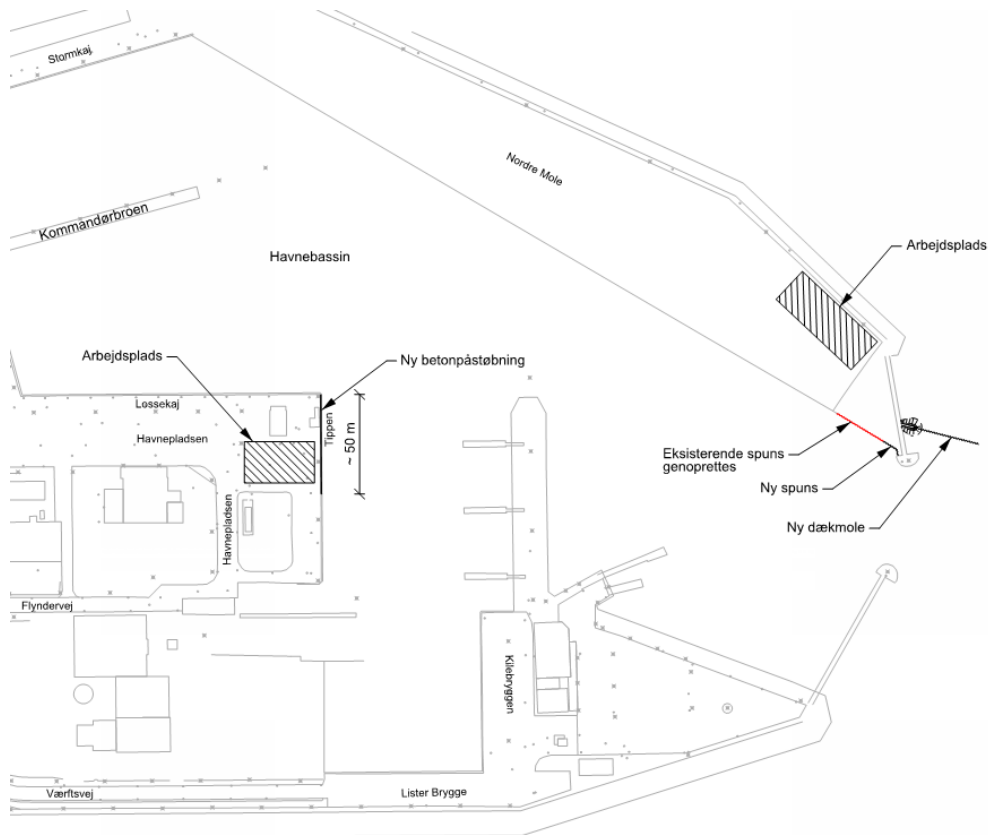 Stormkaj
Nordre Mole
Kommandørbroen
Arbejdsplads
Havnebassin
Arbejdsplads
Ny betonpåstøbning
Lossekaj
Tippen
~ 50 m
Havnepladsen
Eksisterende spuns
genoprettes
Ny spuns
Havnepladsen
Ny dækmole
Flyndervej
Kilebryggen
Værftsvej
Lister Brygge